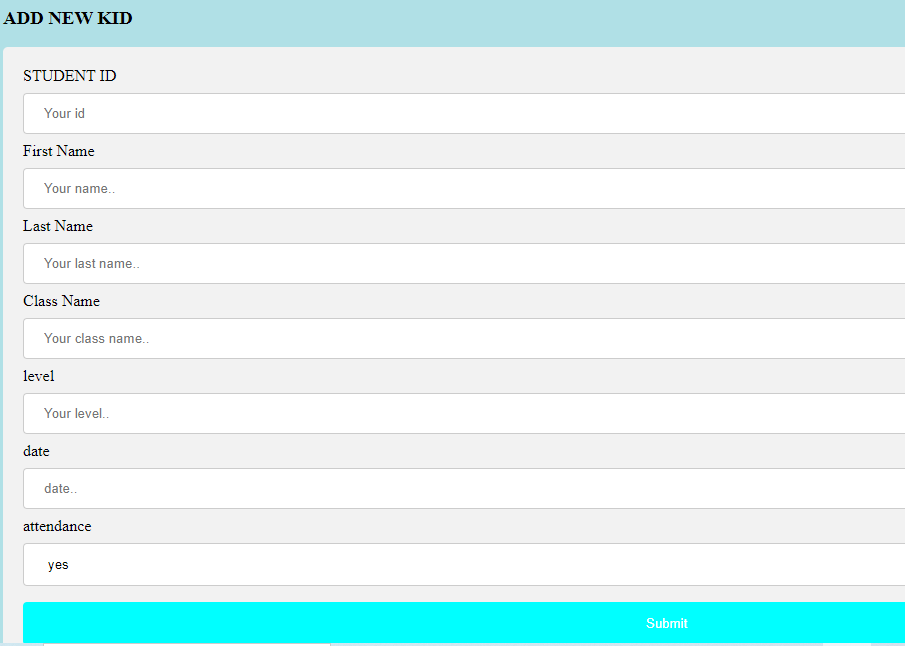 ADD NEW KID
STUDENT ID
Your id
First Name
Your name..
Last Name
Your last name..
Class Name
Your class name..
level
Your level..
date
date..
attendance
yes
Submit